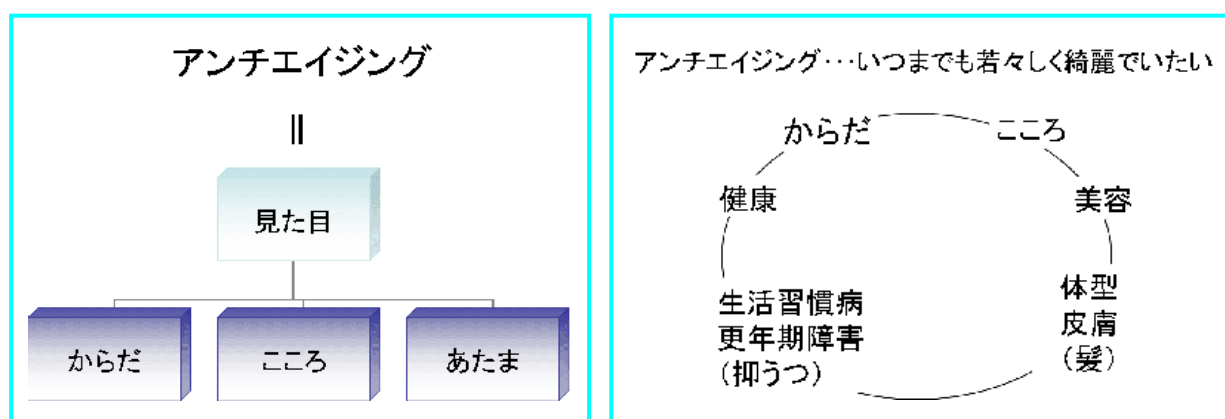 アンチエイジング
||
見た目
からだ
こころ
あたま
アンチエイジング･･･いつまでも若々しく綺麗でいたい
からだ
こころ
健康
美容
生活習慣病
更年期障害
(抑うつ)
体型
皮膚
(髪)